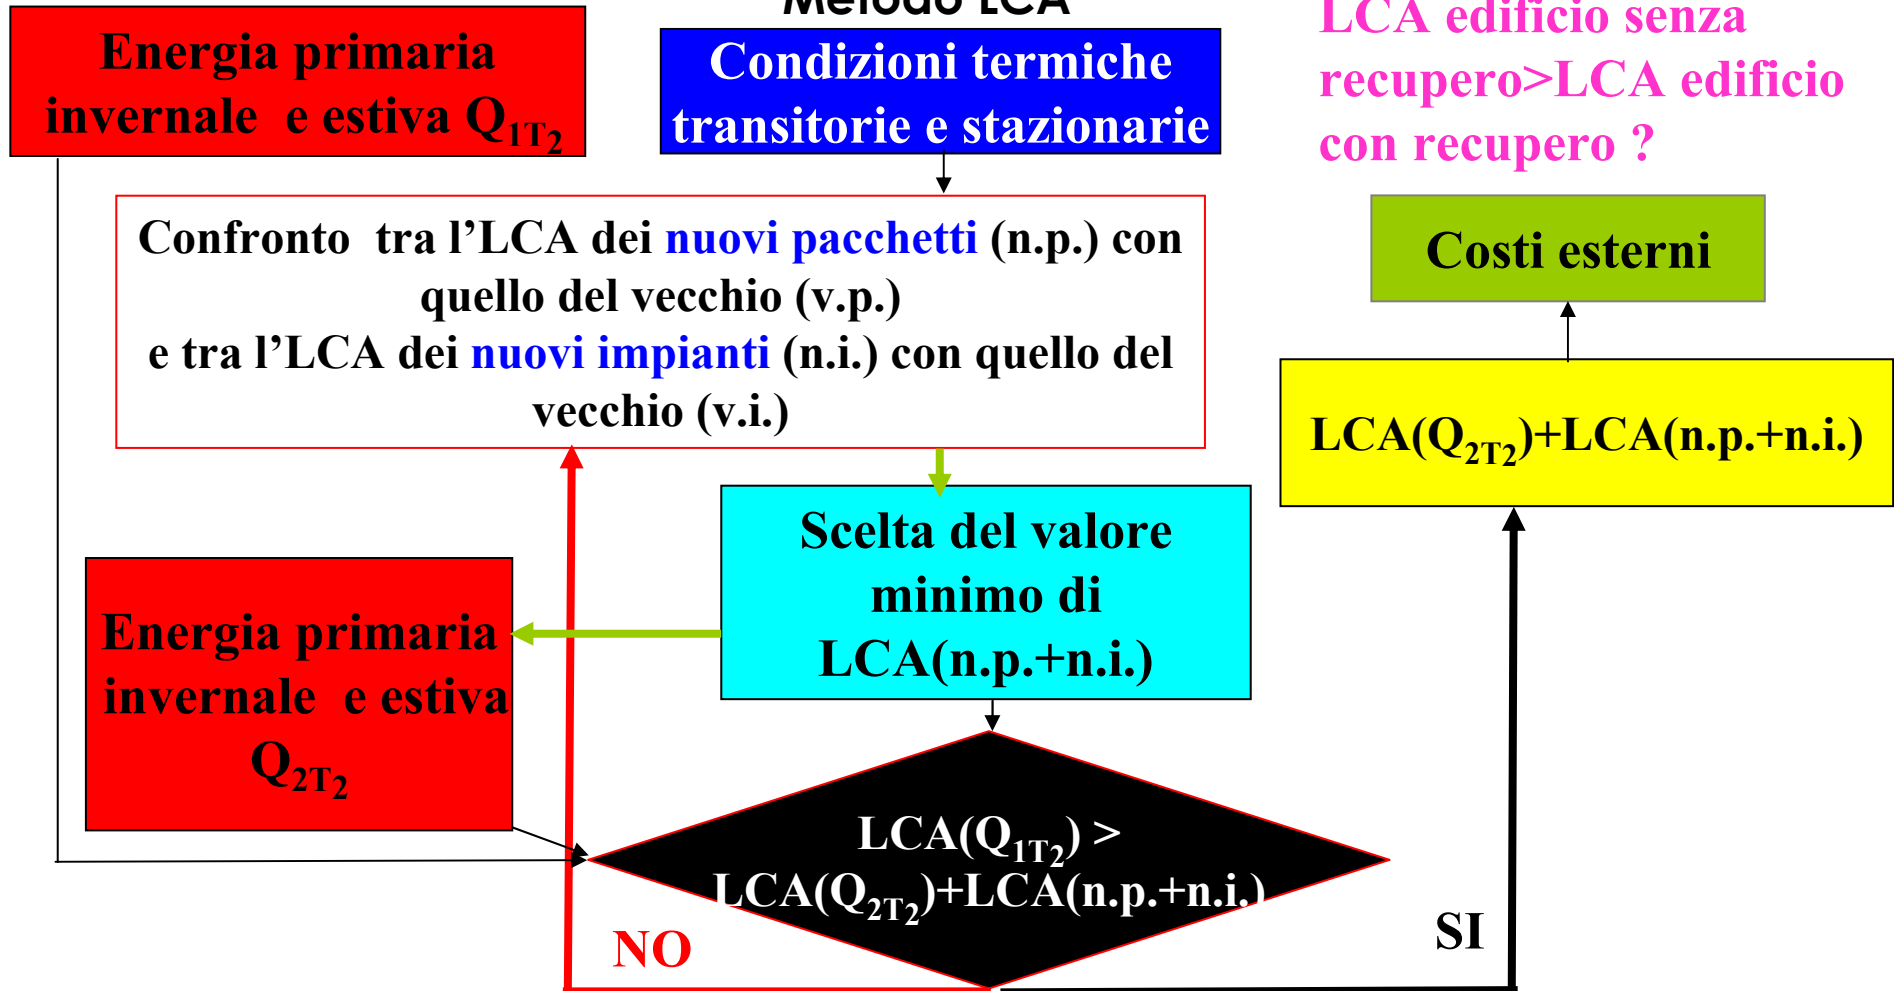 Metodo LCA
Energia primaria
invernale e estiva Q1T2
Condizioni termiche
transitorie e stazionarie
LCA edificio senza
recupero>LCA edificio
con recupero ?
Confronto tra l’LCA dei nuovi pacchetti (n.p.) con
quello del vecchio (v.p.)
e tra l’LCA dei nuovi impianti (n.i.) con quello del
vecchio (v.i.)
Costi esterni
LCA(Q2T2)+LCA(n.p.+n.i.)
Scelta del valore
minimo di
LCA(n.p.+n.i.)
Energia primaria
invernale e estiva
Q2T2
LCA(Q1T2) >
LCA(Q2T2)+LCA(n.p.+n.i.)
NO
SI